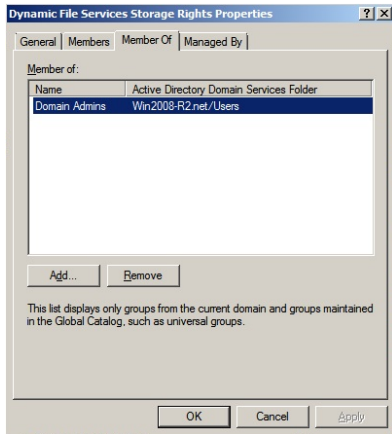 Dynamic File Services Storage Rights Properties
General Members Member Of Managed By
Member of:
Name Active Directory Domain Services Folder
Domain Admins Win2008-R2.net/Users
Add... Remove
This list displays only groups from the current domain and groups maintained
in the Global Catalog, such as universal groups.
OK Cancel Apply